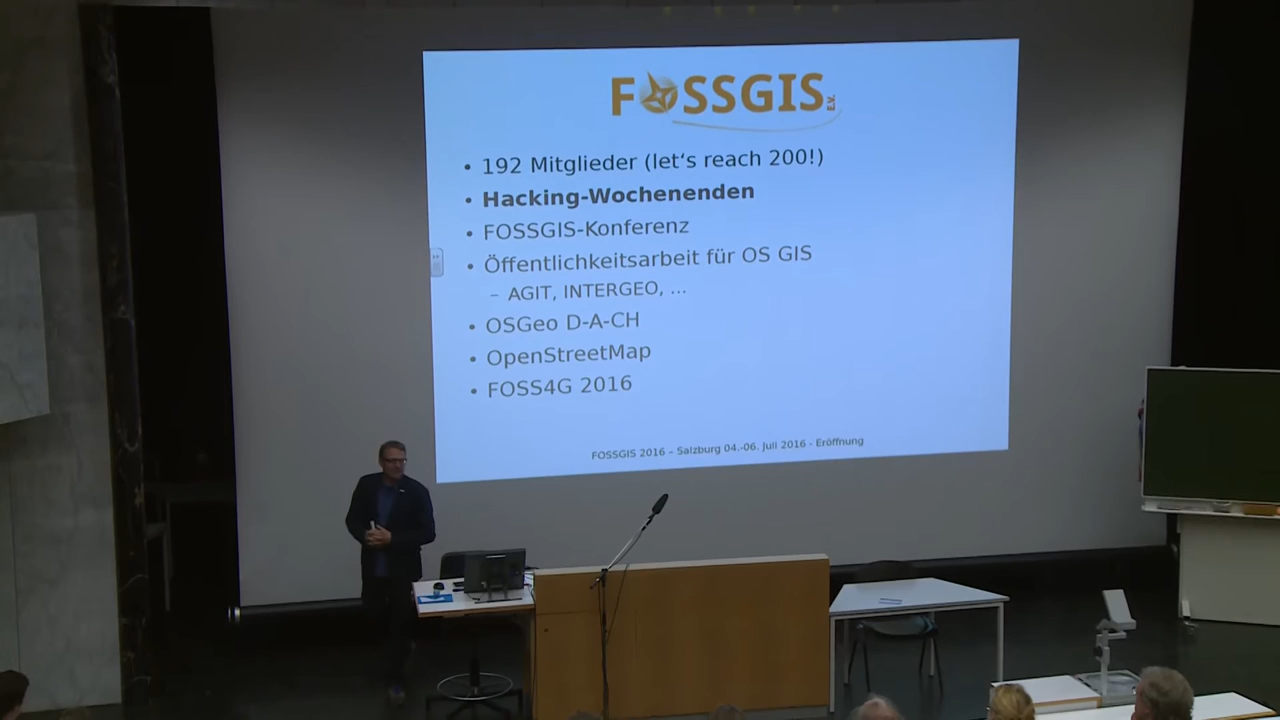 FOSSGIS e.V.
• 192 Mitglieder (let's reach 200!)
• Hacking-Wochenenden
• FOSSGIS-Konferenz
• Öffentlichkeitsarbeit für OS GIS
– AGIT, INTERGEO, ...
• OSGeo D-A-CH
• OpenStreetMap
• FOSS4G 2016
FOSSGIS 2016 – Salzburg 04.-06. Juli 2016 - Eröffnung